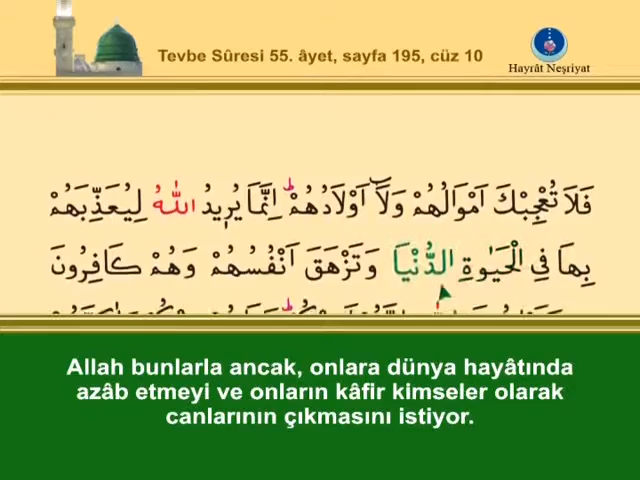 Tevbe Sûresi 55. âyet, sayfa 195, cüz 10
Hayrât Neşriyat
فَلَا تُعْجِبْكَ اَمْوَالُهُمْ وَلَٓا اَوْلَادُهُمْۜ اِنَّمَا يُر۪يدُ اللّٰهُ لِيُعَذِّبَهُمْ
بِهَا فِي الْحَيٰوةِ الدُّنْيَا وَتَزْهَقَ اَنْفُسُهُمْ وَهُمْ كَافِرُونَ
Allah bunlarla ancak, onlara dünya hayâtında
azâb etmeyi ve onların kâfir kimseler olarak
canlarının çıkmasını istiyor.